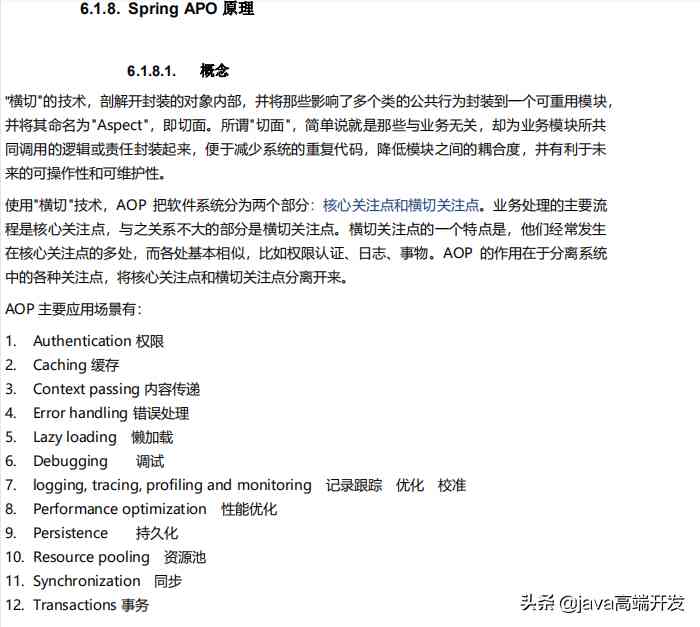 6.1.8. Spring APO 原理
6.1.8.1. 概念
"横切"的技术，剖解开封装的对象内部，并将那些影响了多个类的公共行为封装到一个可重用模块，
并将其命名为"Aspect"，即切面。所谓"切面"，简单说就是那些与业务无关，却为业务模块所共
同调用的逻辑或责任封装起来，便于减少系统的重复代码，降低模块之间的耦合度，并有利于未
来的可操作性和可维护性。
使用"横切"技术，AOP 把软件系统分为两个部分：核心关注点和横切关注点。业务处理的主要流
程是核心关注点，与之关系不大的部分是横切关注点。横切关注点的一个特点是，他们经常发生
在核心关注点的多处，而各处基本相似，比如权限认证、日志、事物。AOP 的作用在于分离系统
中的各种关注点，将核心关注点和横切关注点分离开来。
AOP 主要应用场景有：
1. Authentication 权限
2. Caching 缓存
3. Context passing 内容传递
4. Error handling 错误处理
5. Lazy loading 懒加载
6. Debugging 调试
7. logging, tracing, profiling and monitoring 记录跟踪 优化 校准
8. Performance optimization 性能优化
9. Persistence 持久化
10. Resource pooling 资源池
11. Synchronization 同步
12. Transactions 事务
头条 @java高端开发